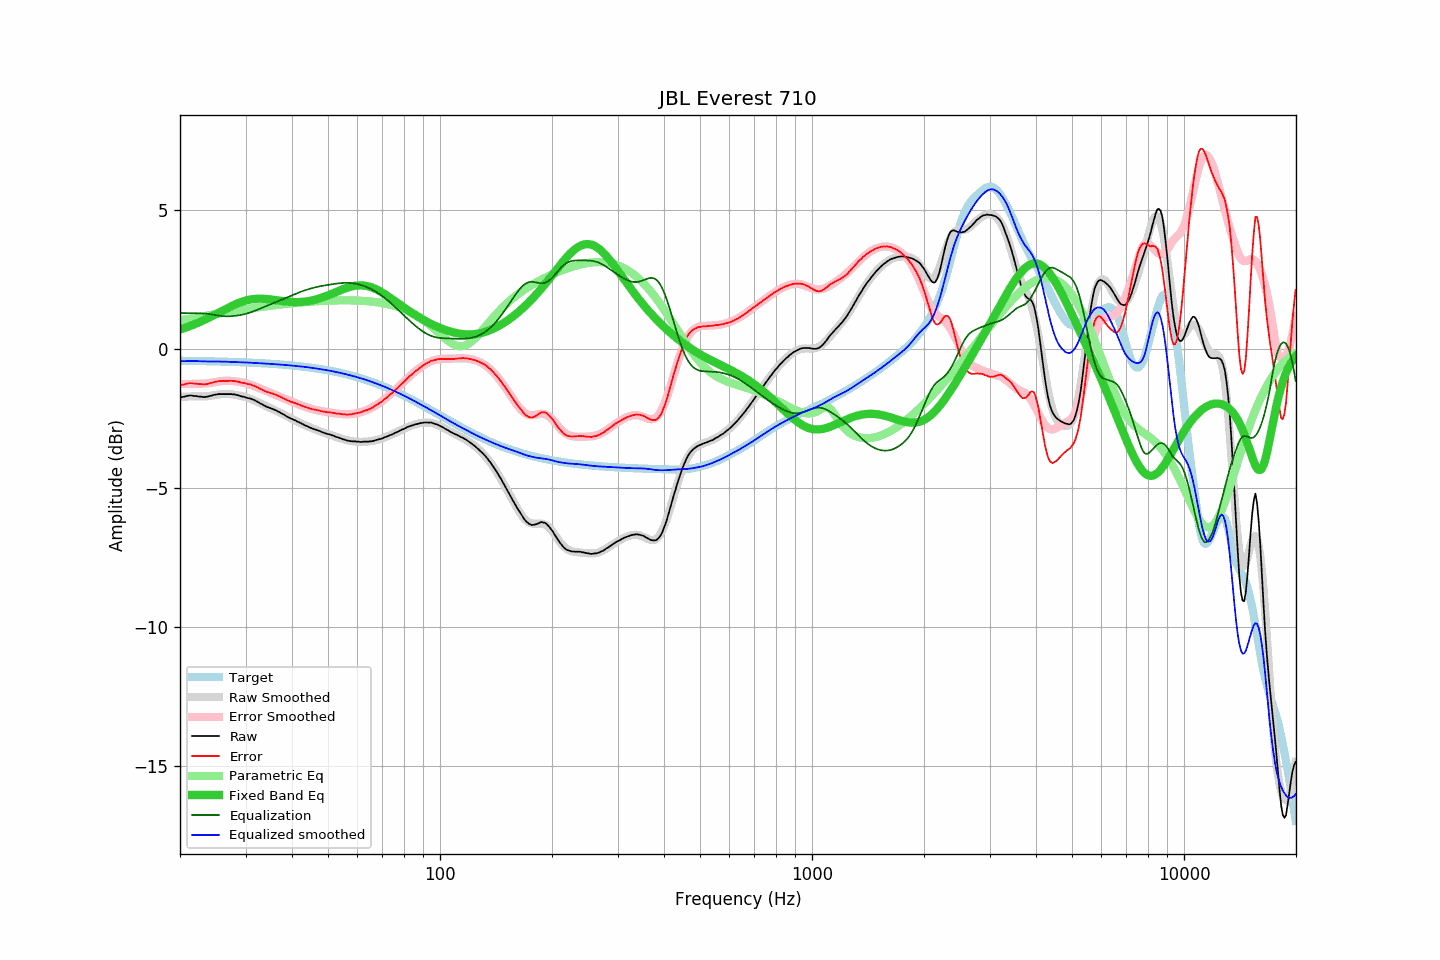 JBL Everest 710
Amplitude (dBr)
5
0
−5
−10
−15
Target
Raw Smoothed
Error Smoothed
Raw
Error
Parametric Eq
Fixed Band Eq
Equalization
Equalized smoothed
100
1000
10000
Frequency (Hz)